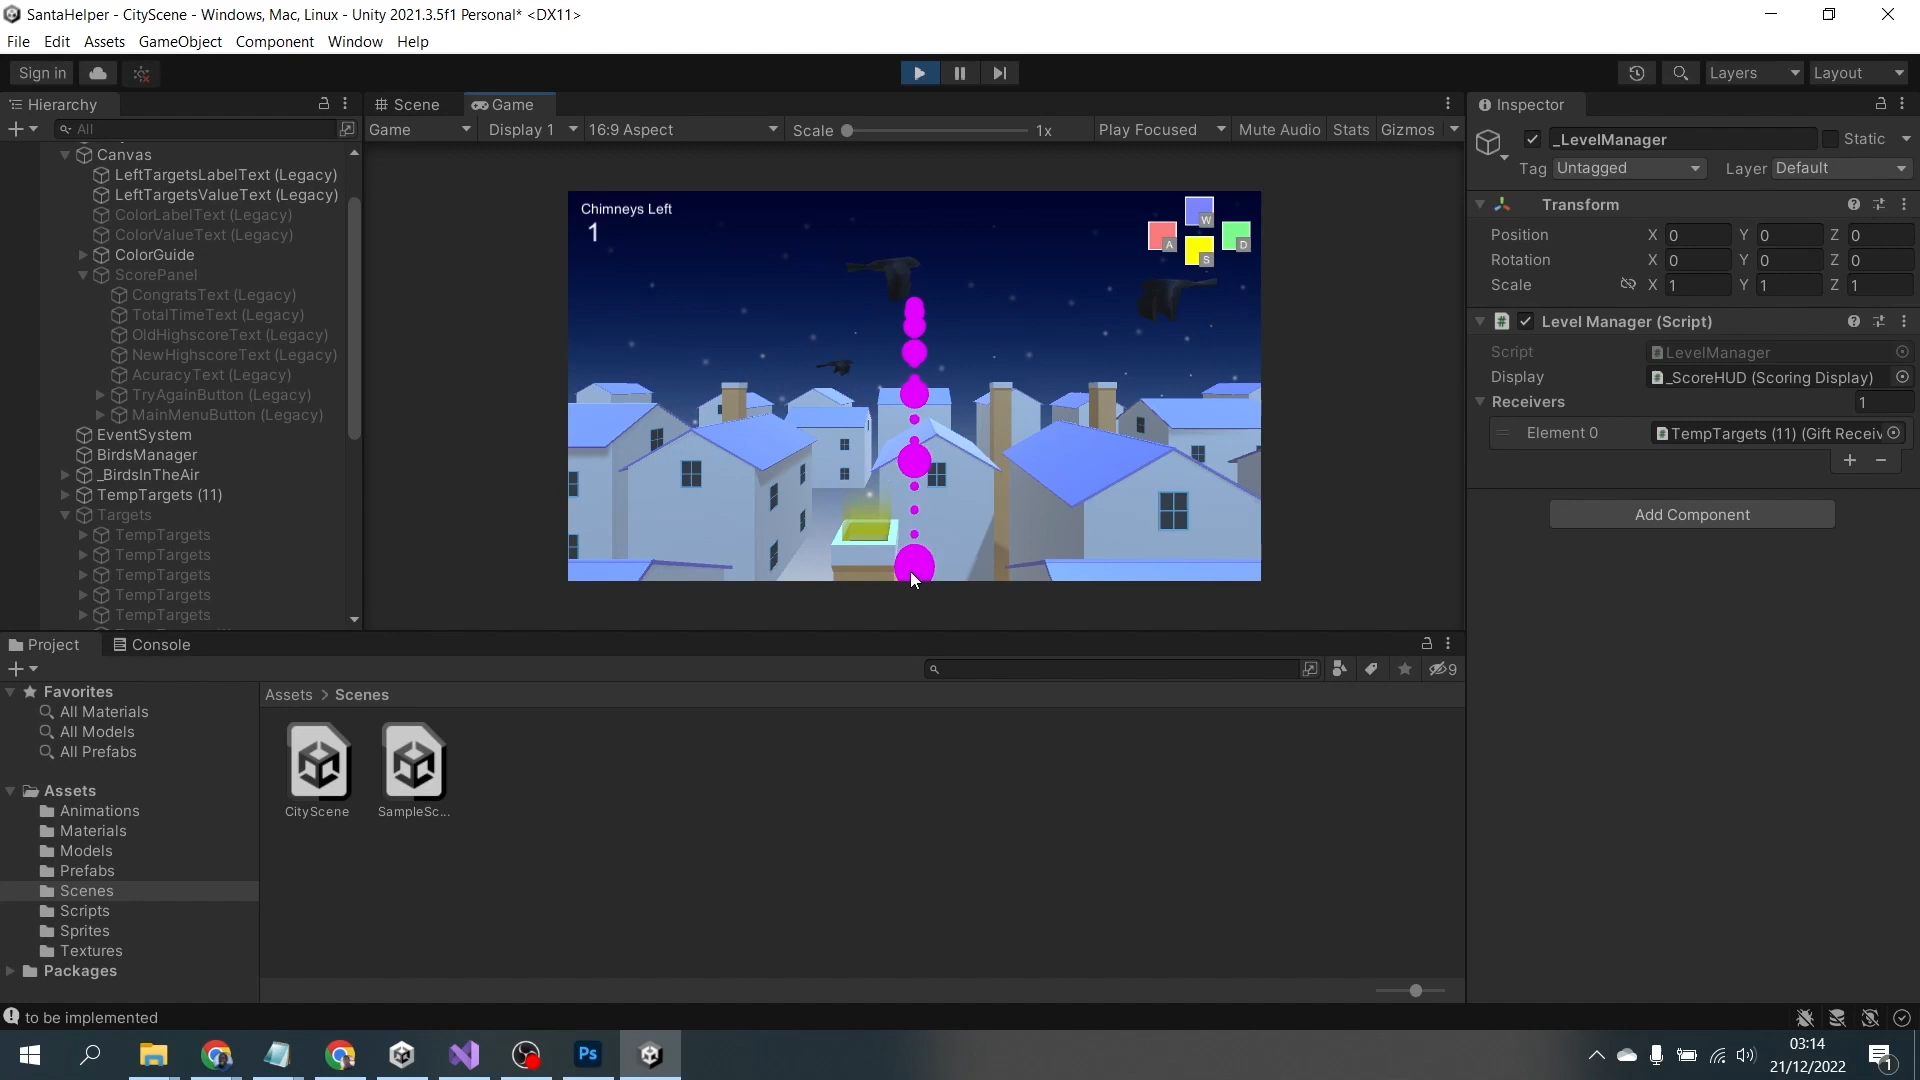 SantaHelper - CityScene - Windows, Mac, Linux - Unity 2021.3.5f1 Personal* <DX11>
File Edit Assets GameObject Component Window Help
Sign in
Layers
Layout
Hierarchy
All
Canvas
LeftTargetsLabelText (Legacy)
LeftTargetsValueText (Legacy)
ColorLabelText (Legacy)
ColorValueText (Legacy)
ColorGuide
ScorePanel
CongratsText (Legacy)
TotalTimeText (Legacy)
OldHighscoreText (Legacy)
NewHighscoreText (Legacy)
AcuracyText (Legacy)
TryAgainButton (Legacy)
MainMenuButton (Legacy)
EventSystem
BirdsManager
_BirdsInTheAir
TempTargets (11)
Targets
TempTargets
TempTargets
TempTargets
TempTargets
TempTargets
Scene
Game
Game Display 1 16:9 Aspect Scale 1x Play Focused Mute Audio Stats Gizmos
Chimneys Left
1
W
A
D
S
Inspector
_LevelManager
Static
Tag Untagged Layer Default
Transform
Position X 0 Y 0 Z 0
Rotation X 0 Y 0 Z 0
Scale X 1 Y 1 Z 1
Level Manager (Script)
Script LevelManager
Display _ScoreHUD (Scoring Display)
Receivers 1
Element 0 TempTargets (11) (Gift Receiv
Add Component
Project
Console
9
Favorites
All Materials
All Models
All Prefabs
Assets
Animations
Materials
Models
Prefabs
Scenes
Scripts
Sprites
Textures
Packages
Assets > Scenes
CityScene
SampleSc...
to be implemented
Ps
03:14
21/12/2022
1